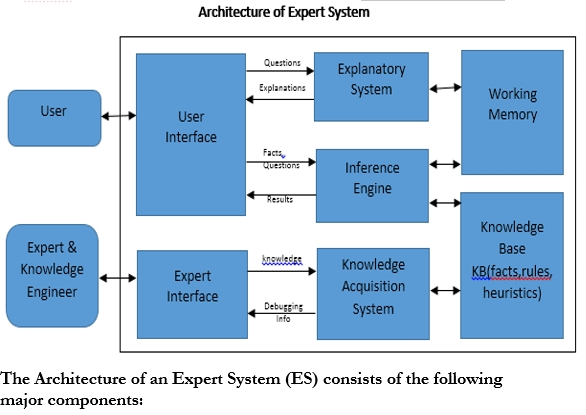 Architecture of Expert System
Questions
Explanations
Explanatory
System
Working
Memory
User
User
Interface
Facts,
Questions
Results
Inference
Engine
Expert &
Knowledge
Engineer
Expert
Interface
knowledge
Debugging
Info
Knowledge
Acquisition
System
Knowledge
Base
KB(facts,rules,
heuristics)
The Architecture of an Expert System (ES) consists of the following
major components: